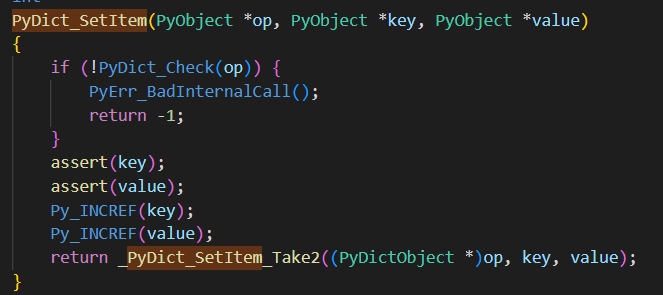 int
PyDict_SetItem(PyObject *op, PyObject *key, PyObject *value)
{
    if (!PyDict_Check(op)) {
        PyErr_BadInternalCall();
        return -1;
    }
    assert(key);
    assert(value);
    Py_INCREF(key);
    Py_INCREF(value);
    return _PyDict_SetItem_Take2((PyDictObject *)op, key, value);
}